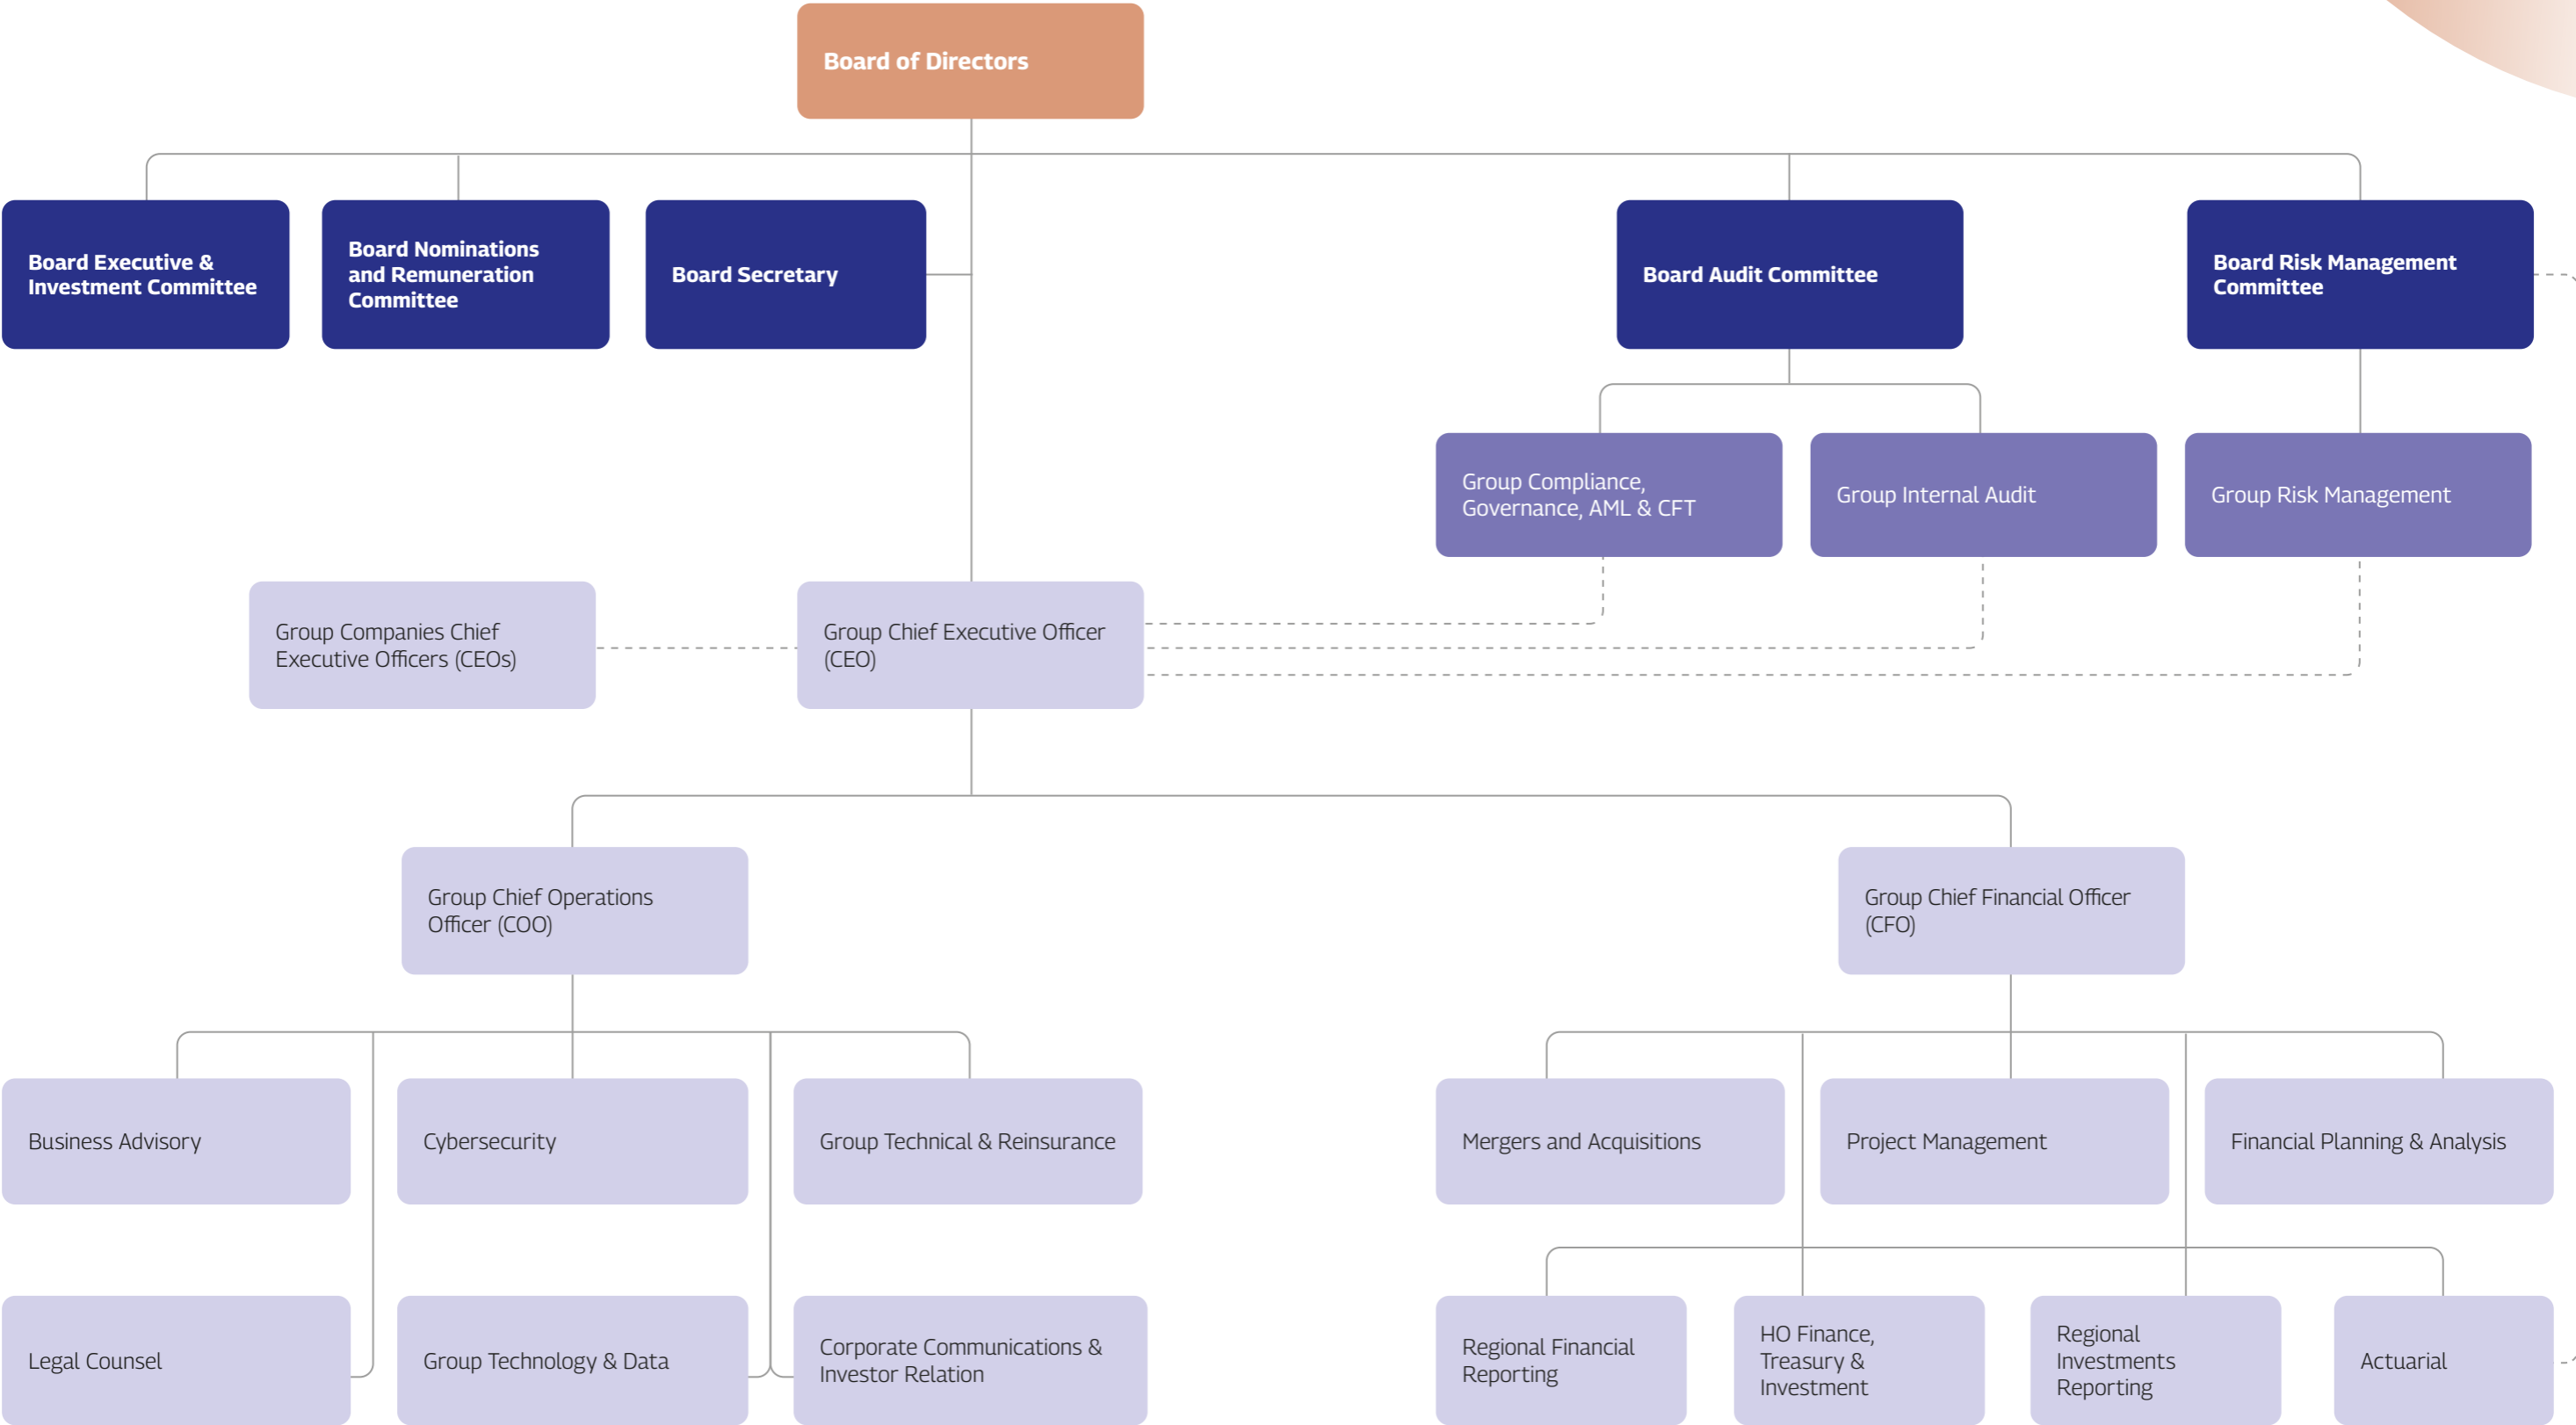 Board of Directors
Board Executive &
Investment Committee
Board Nominations
and Remuneration
Committee
Board Secretary
Board Audit Committee
Board Risk Management
Committee
Group Compliance,
Governance, AML & CFT
Group Internal Audit
Group Risk Management
Group Companies Chief
Executive Officers (CEOs)
Group Chief Executive Officer
(CEO)
Group Chief Operations
Officer (COO)
Group Chief Financial Officer
(CFO)
Business Advisory
Cybersecurity
Group Technical & Reinsurance
Mergers and Acquisitions
Project Management
Financial Planning & Analysis
Legal Counsel
Group Technology & Data
Corporate Communications &
Investor Relation
Regional Financial
Reporting
HO Finance,
Treasury &
Investment
Regional
Investments
Reporting
Actuarial